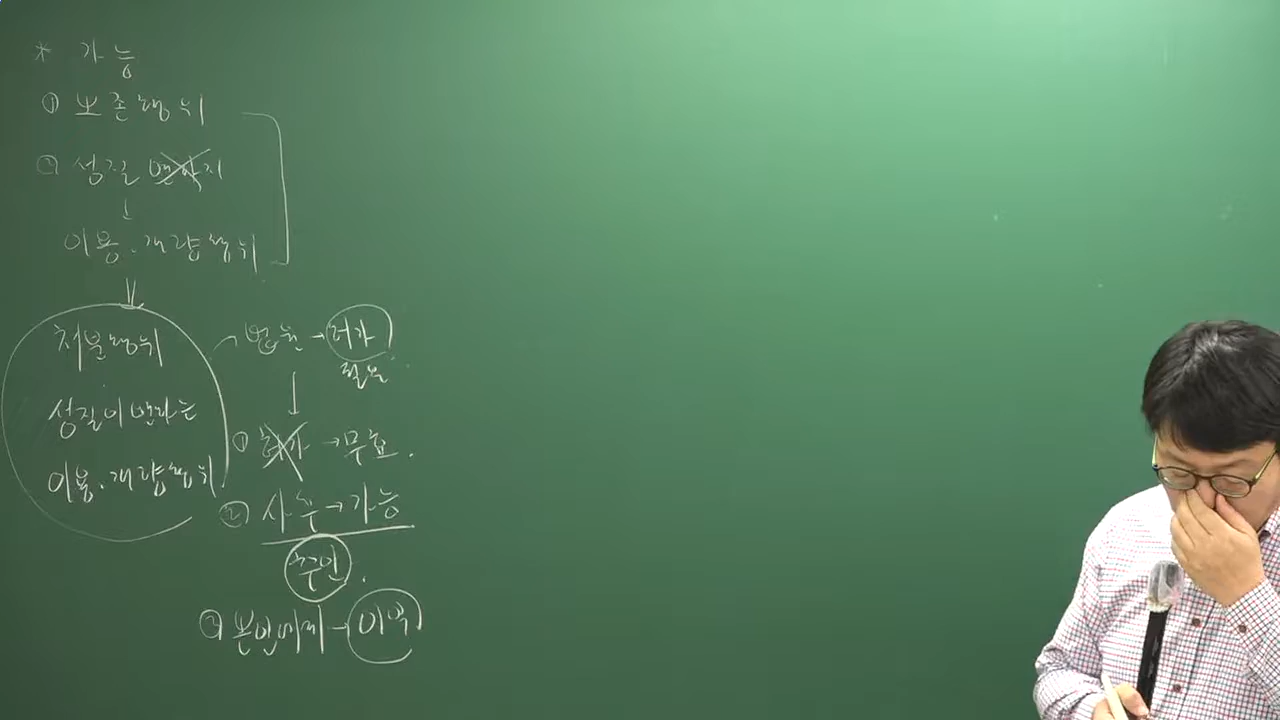 * 가능
① 보존행위
② 성질 변하지
↓
이용·개량행위
⇓
처분행위
성질이 변하는
이용·개량행위
법원 → 허가
필요
↓
① 허가 → 무효.
② 사후 → 가능
추인.
③ 본인에게 → 이익